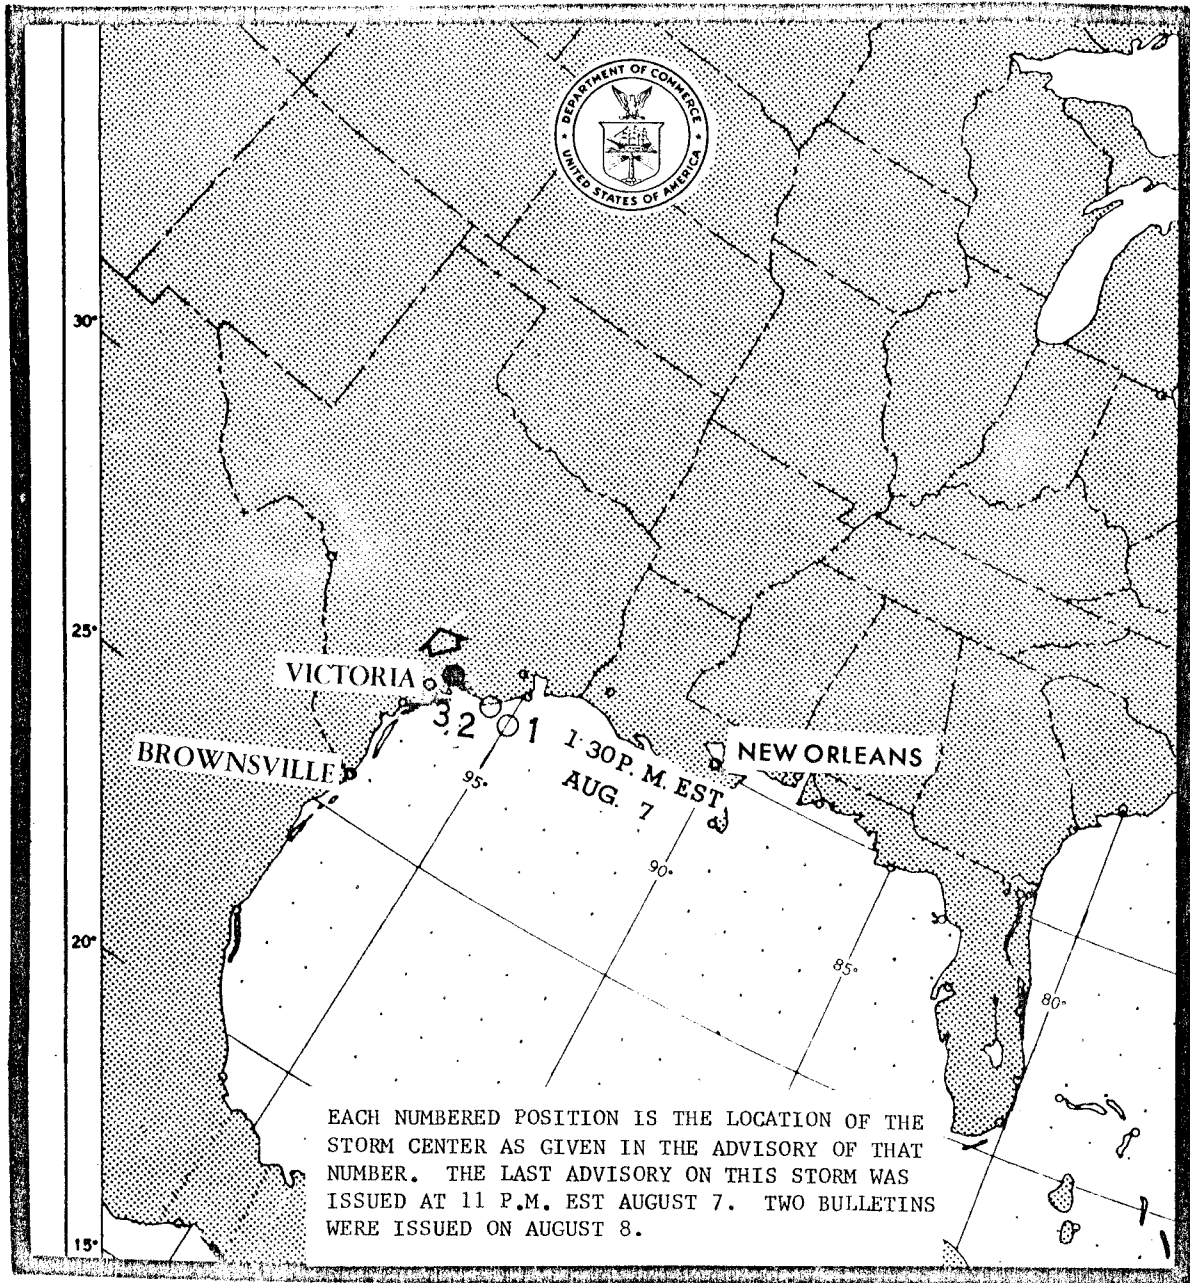 DEPARTMENT OF COMMERCE
UNITED STATES OF AMERICA
30°
25°
VICTORIA
3 2 1
1:30 P. M. EST
AUG. 7
BROWNSVILLE
NEW ORLEANS
95°
90°
85°
80°
20°
15°
EACH NUMBERED POSITION IS THE LOCATION OF THE
STORM CENTER AS GIVEN IN THE ADVISORY OF THAT
NUMBER. THE LAST ADVISORY ON THIS STORM WAS
ISSUED AT 11 P.M. EST AUGUST 7. TWO BULLETINS
WERE ISSUED ON AUGUST 8.